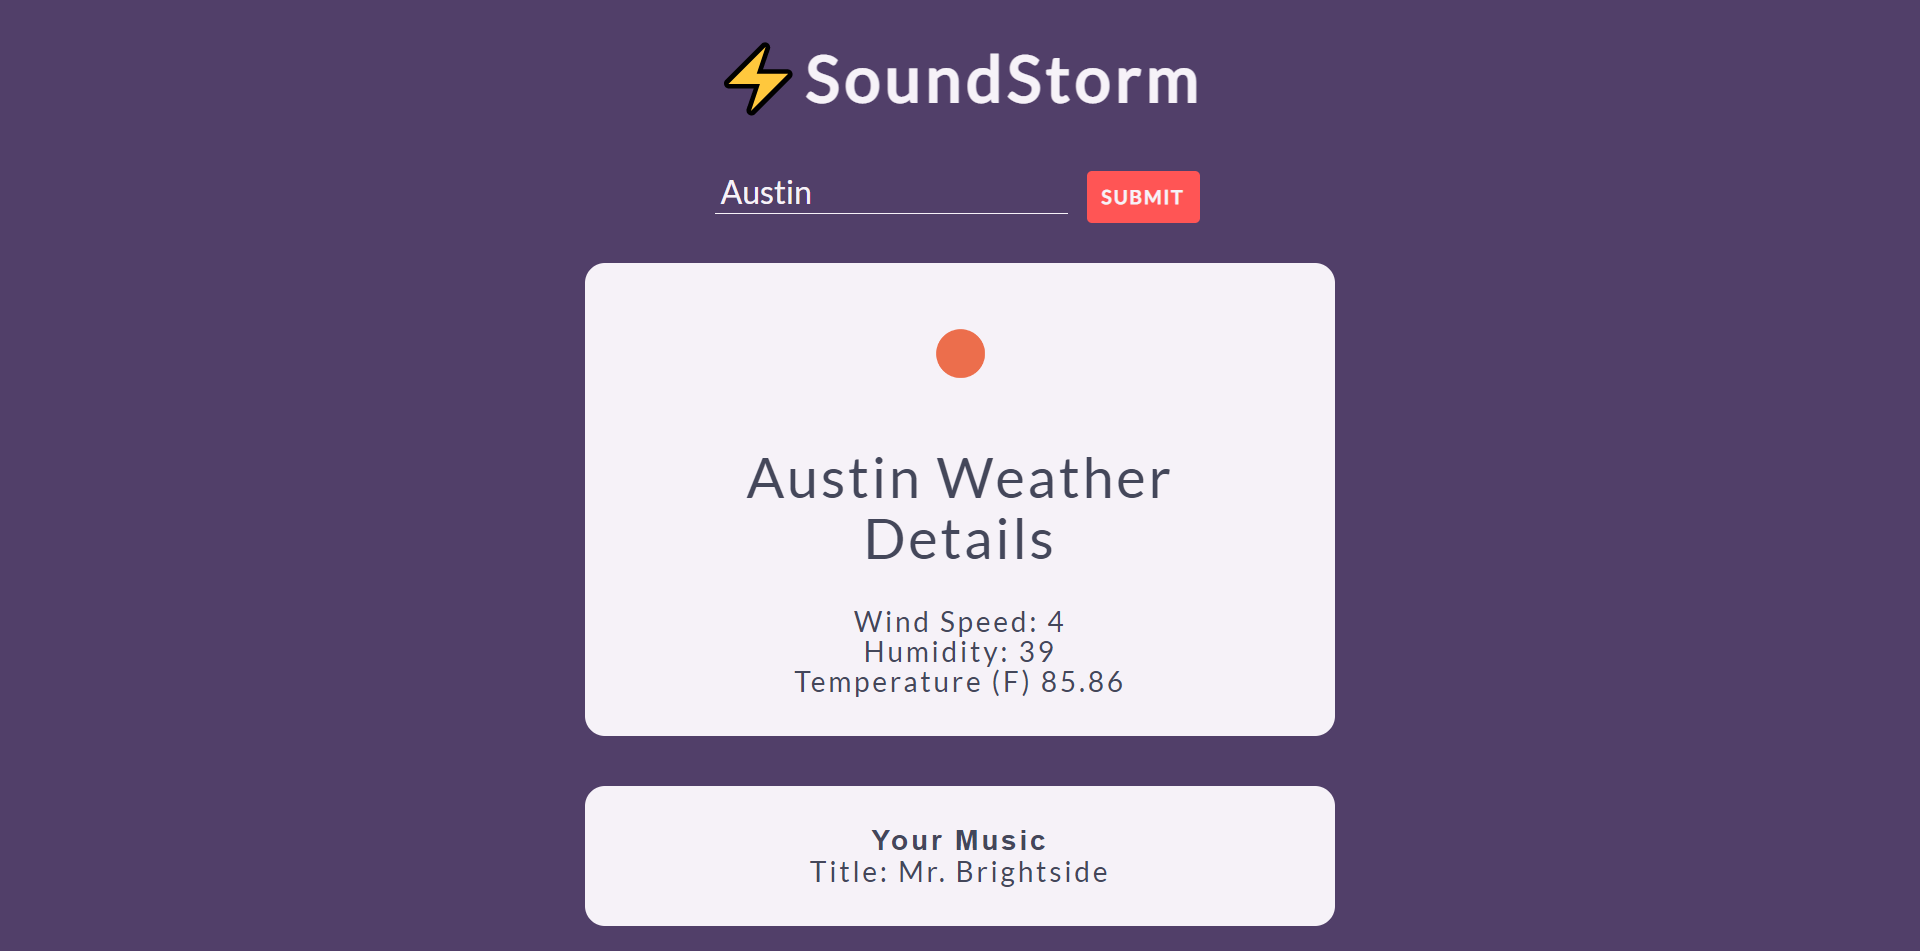 SoundStorm
Austin
SUBMIT
Austin Weather
Details
Wind Speed: 4
Humidity: 39
Temperature (F) 85.86
Your Music
Title: Mr. Brightside